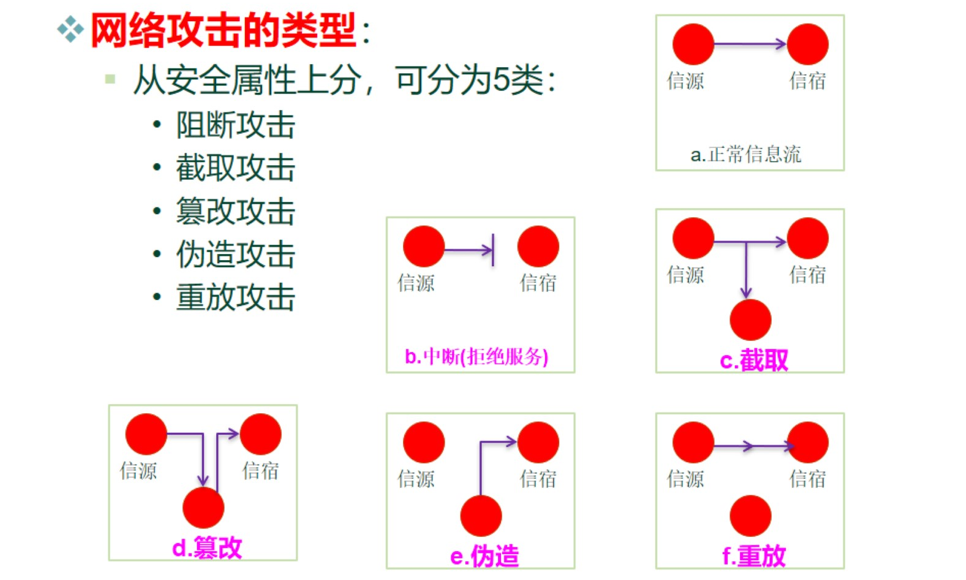 网络攻击的类型：
从安全属性上分，可分为5类：
• 阻断攻击
• 截取攻击
• 篡改攻击
• 伪造攻击
• 重放攻击
信源 信宿
a.正常信息流
信源 信宿
b.中断(拒绝服务)
信源 信宿
c.截取
信源 信宿
d.篡改
信源 信宿
e.伪造
信源 信宿
f.重放